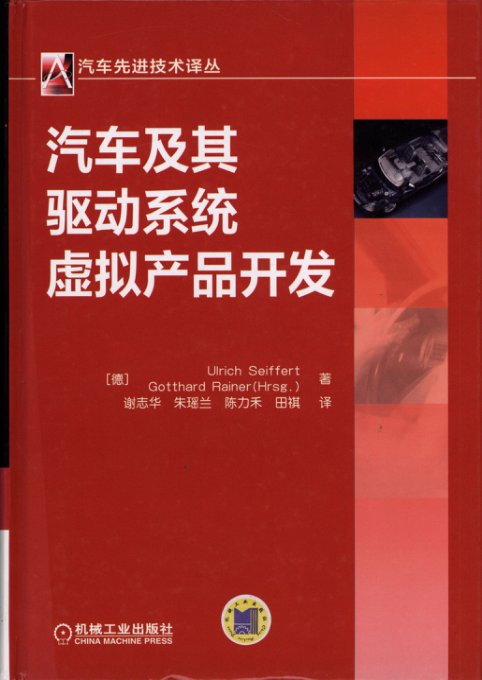 汽车先进技术译丛
汽车及其
驱动系统
虚拟产品开发
[德] Ulrich Seiffert
Gotthard Rainer(Hrsg.) 著
谢志华 朱瑶兰 陈力禾 田祺 译
机械工业出版社
CHINA MACHINE PRESS